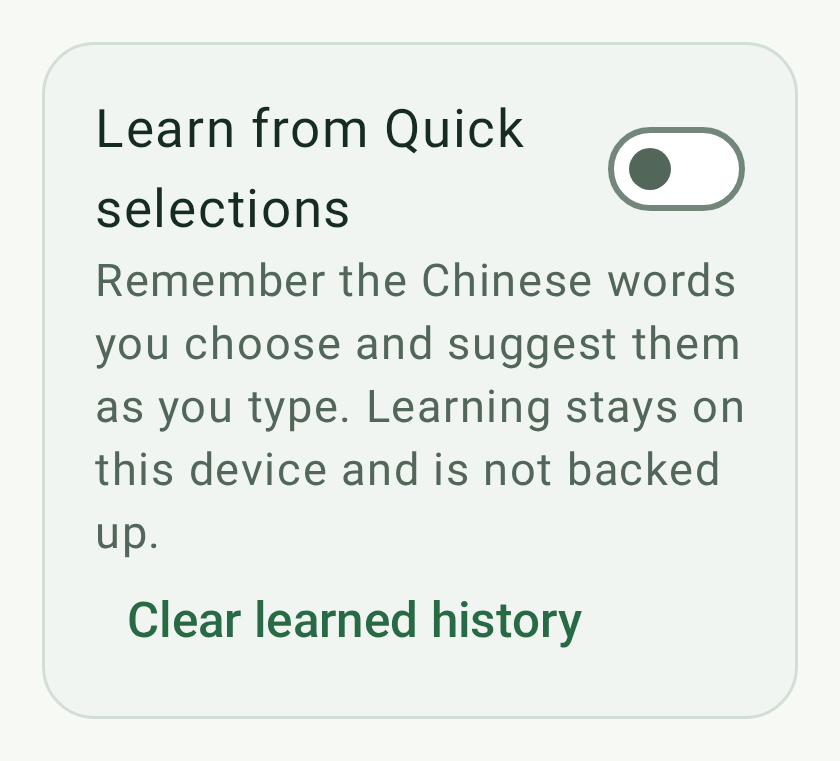 Learn from Quick
selections
Remember the Chinese words
you choose and suggest them
as you type. Learning stays on
this device and is not backed
up.
Clear learned history